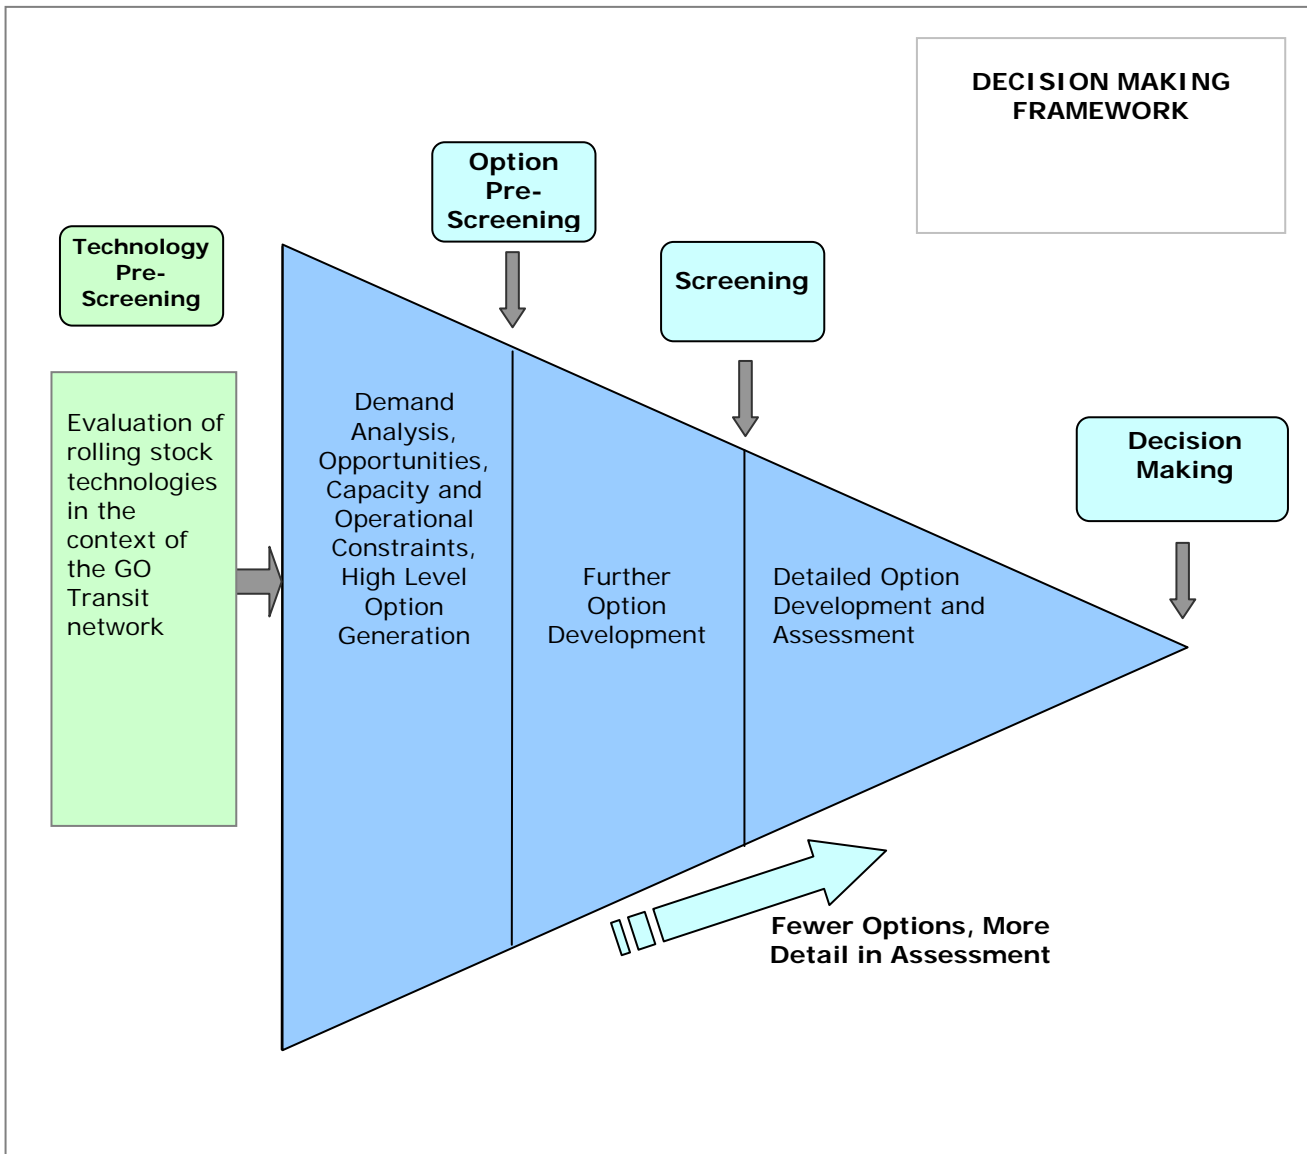 DECISION MAKING
FRAMEWORK
Option
Pre-
Screening
Technology
Pre-
Screening
Screening
Decision
Making
Evaluation of
rolling stock
technologies
in the
context of
the GO
Transit
network
Demand
Analysis,
Opportunities,
Capacity and
Operational
Constraints,
High Level
Option
Generation
Further
Option
Development
Detailed Option
Development and
Assessment
Fewer Options, More
Detail in Assessment